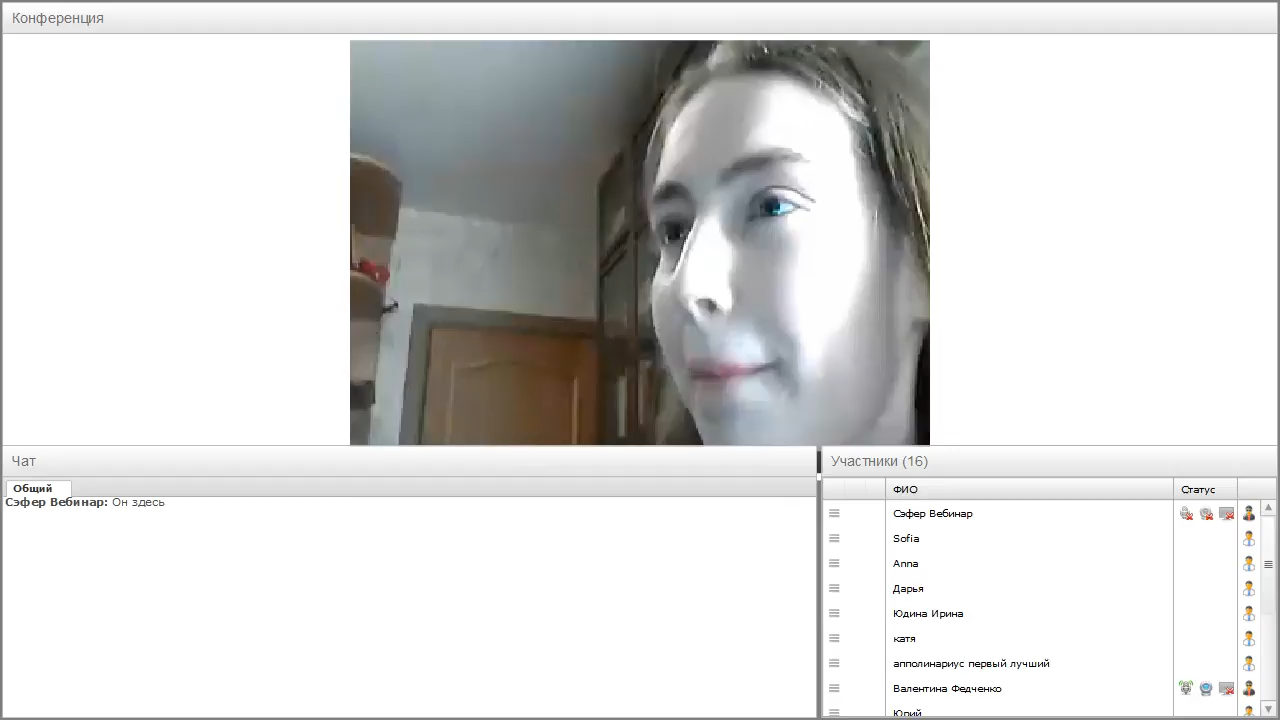 Конференция
Чат
Общий
Сэфер Вебинар: Он здесь
Участники (16)
ФИО Статус
Сэфер Вебинар
Sofia
Anna
Дарья
Юдина Ирина
катя
апполинариус первый лучший
Валентина Федченко
Юрий